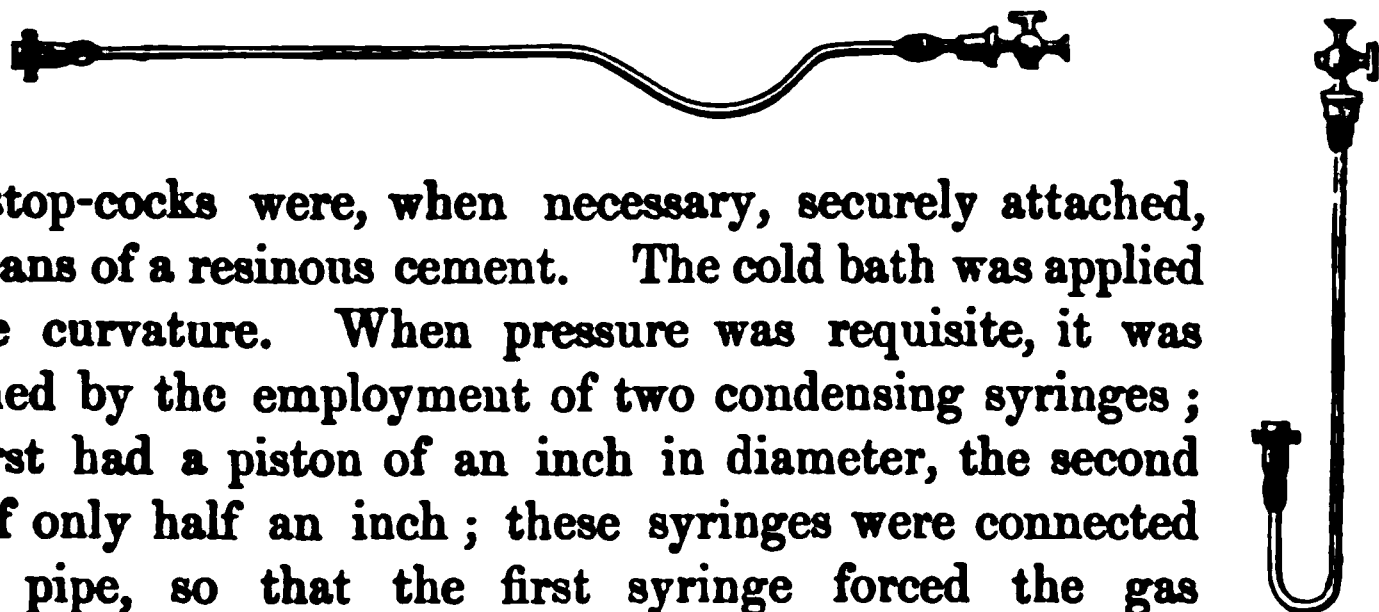 stop-cocks were, when necessary, securely attached,
ans of a resinous cement. The cold bath was applied
e curvature. When pressure was requisite, it was
ned by the employment of two condensing syringes ;
rst had a piston of an inch in diameter, the second
f only half an inch ; these syringes were connected
pipe, so that the first syringe forced the gas